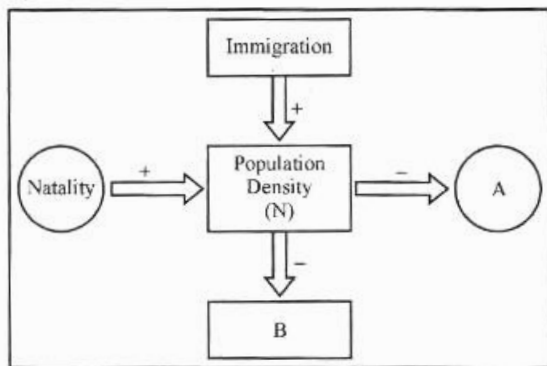 Immigration
+
Natality
+
Population
Density
(N)
−
A
−
B